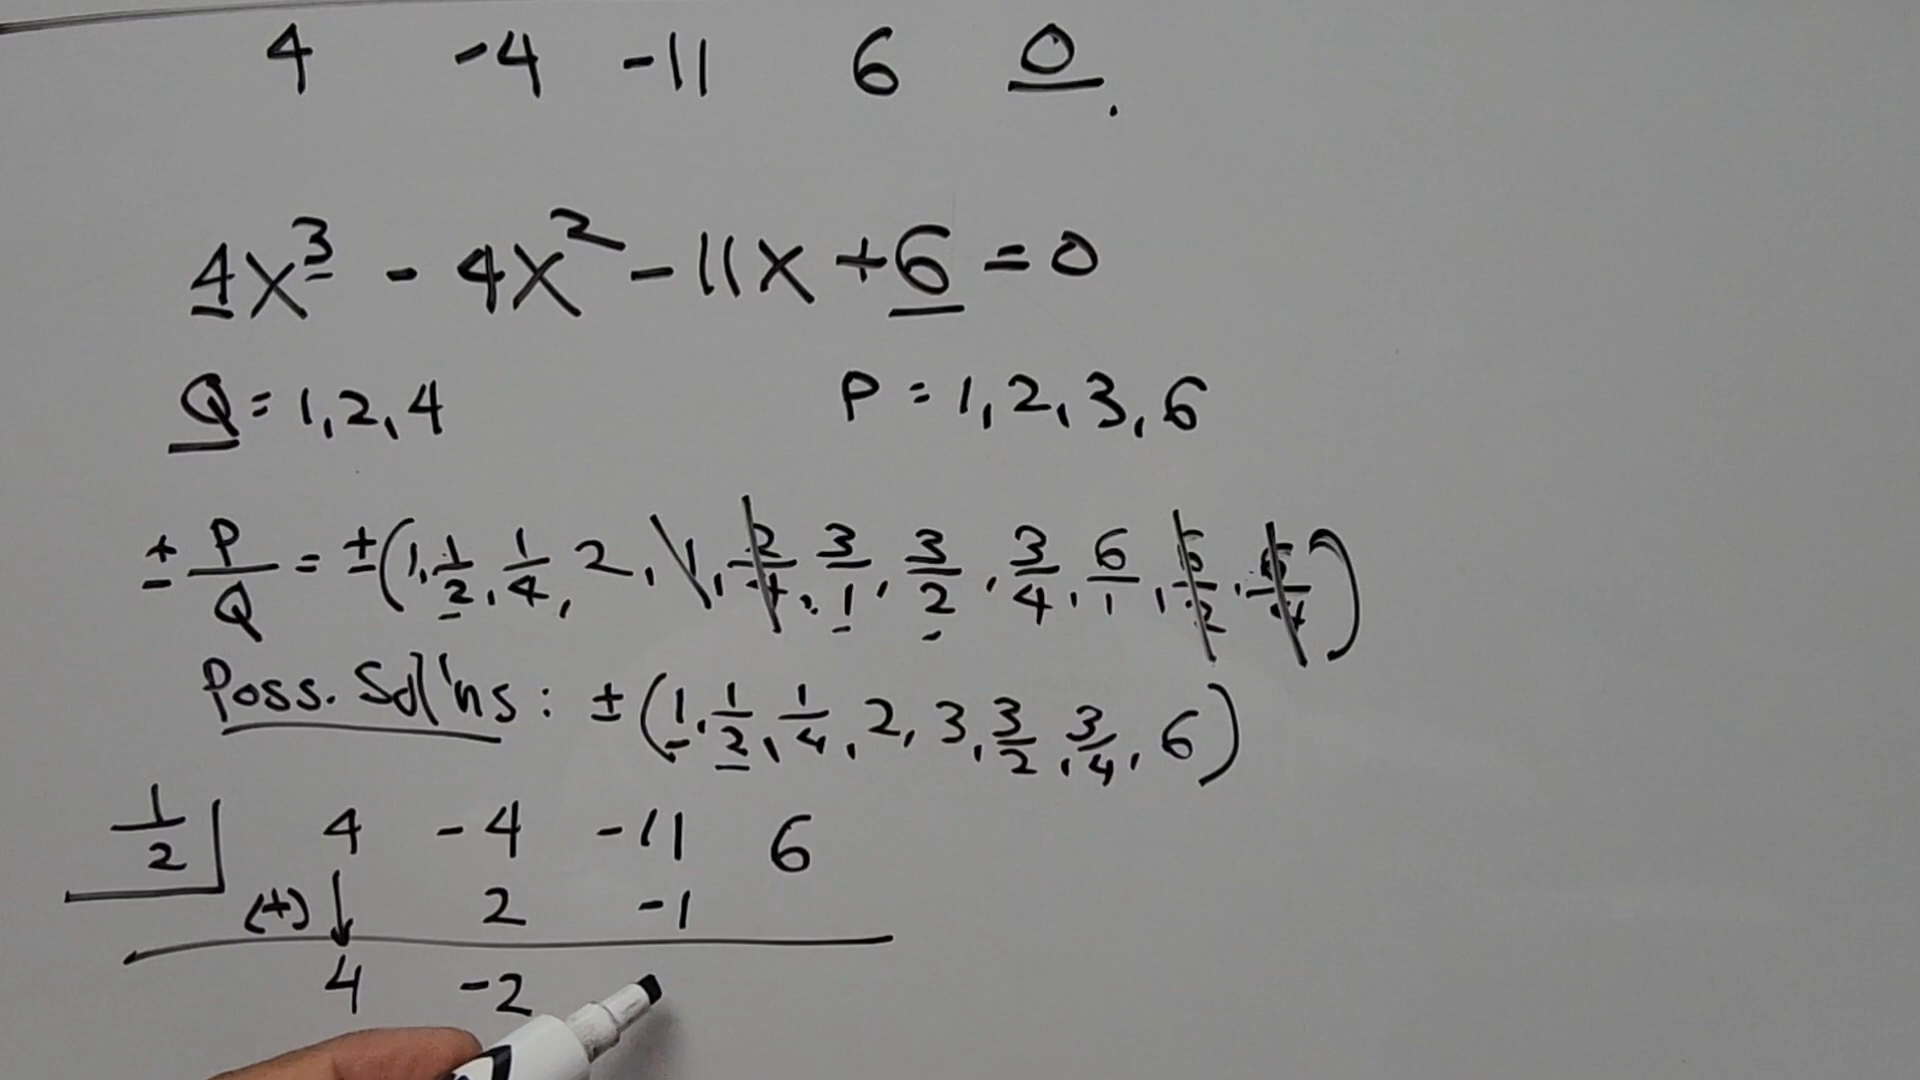 4 -4 -11 6 0.
4x³ - 4x² - 11x + 6 = 0
Q = 1, 2, 4 P = 1, 2, 3, 6
± P/Q = ± (1, 1/2, 1/4, 2, 1, 2/4, 3/1, 3/2, 3/4, 6/1, 6/2, 6/4)
Poss. Sol'ns : ± (1, 1/2, 1/4, 2, 3, 3/2, 3/4, 6)
1/2 4 -4 -11 6
(+) ↓ 2 -1
4 -2